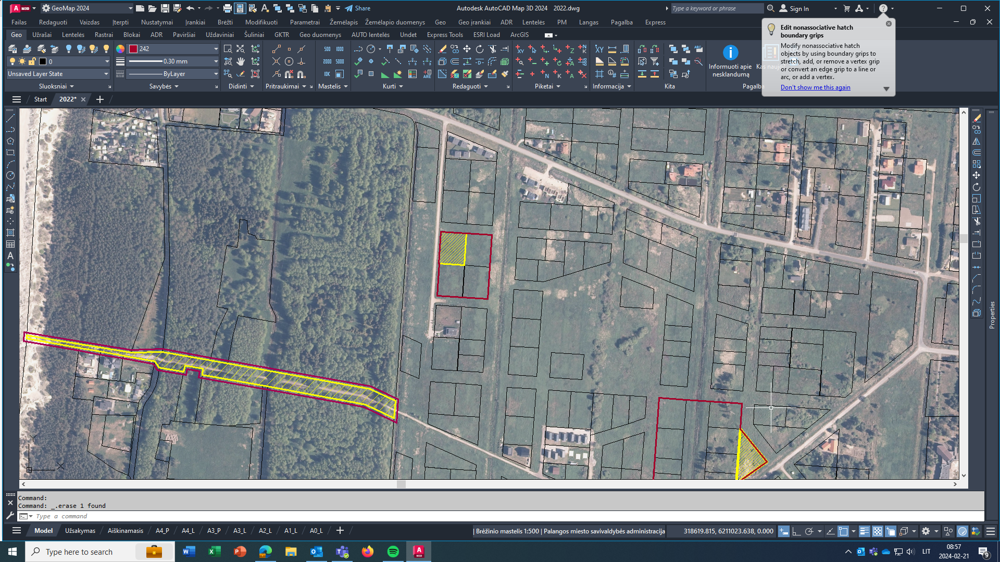 M3D GeoMap 2024 Share Autodesk AutoCAD Map 3D 2024 2022.dwg Type a keyword or phrase Sign In
Failas Redaguoti Vaizdas Įterpti Nustatymai Įrankiai Brėžti Modifikuoti Parametrai Žemėlapis Žemėlapio duomenys Geo Geo įrankiai ADR Lentelės PM Langas Pagalba Express
Geo Užrašai Lentelės Rastrai Blokai ADR Paviršiai Uždaviniai Šuliniai GKTR Geo duomenys AUTO lentelės Undet Express Tools ESRI Load ArcGIS
242
0
0.30 mm
Unsaved Layer State
ByLayer
500 1000
2000 5000
10K
Informuoti apie nesklandumą
Sluoksniai Savybės Didinti Pritraukimai Mastelis Kurti Redaguoti Piketai Informacija Kita Pagalba
Edit nonassociative hatch
boundary grips
Modify nonassociative hatch
objects by using boundary grips to
stretch, add, or remove a vertex grip
or convert an edge grip to a line or
arc, or add a vertex.
Don't show me this again
Start 2022*
Properties
Y
X
Command:
Command: _.erase 1 found
Type a command
Model Užsakymas Aiškinamasis A4_P A4_L A3_P A3_L A2_L A1_L A0_L
| Brėžinio mastelis 1:500 | Palangos miesto savivaldybės administracija
318619.815, 6211023.638, 0.000
Type here to search
LIT
08:57
2024-02-21
9